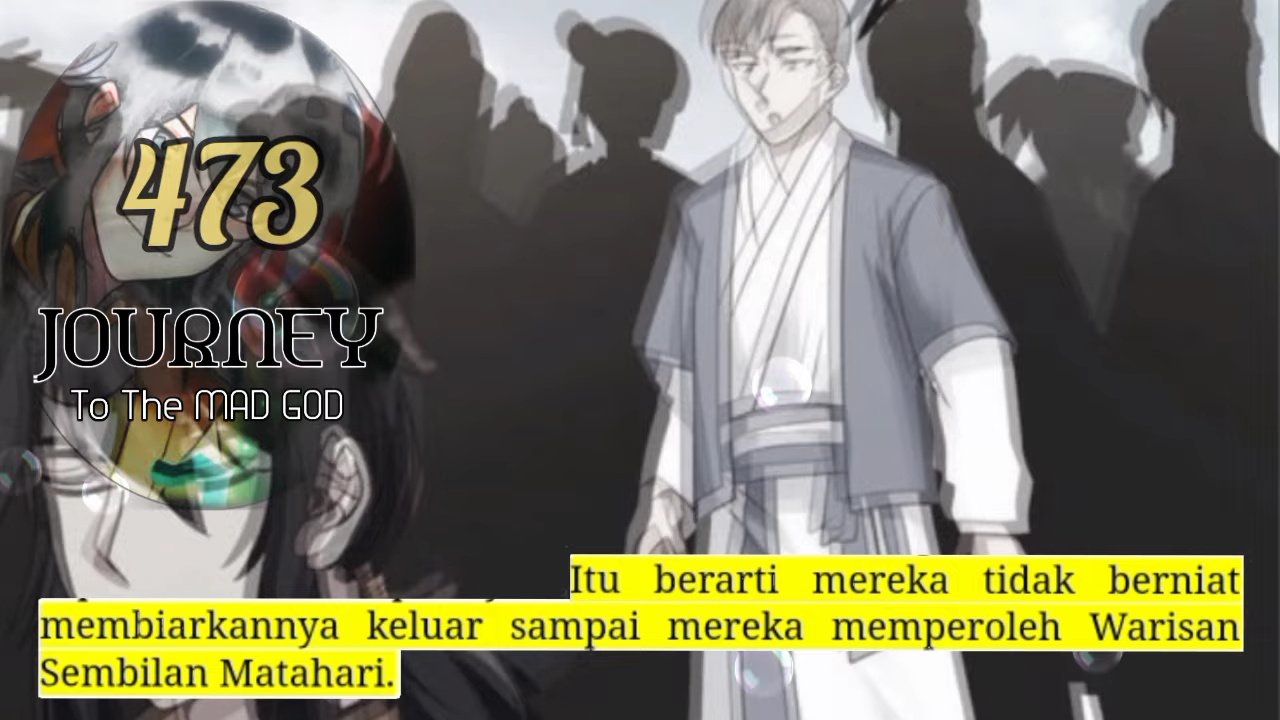 473
JOURNEY
To The MAD GOD
Itu berarti mereka tidak berniat
membiarkannya keluar sampai mereka memperoleh Warisan
Sembilan Matahari.